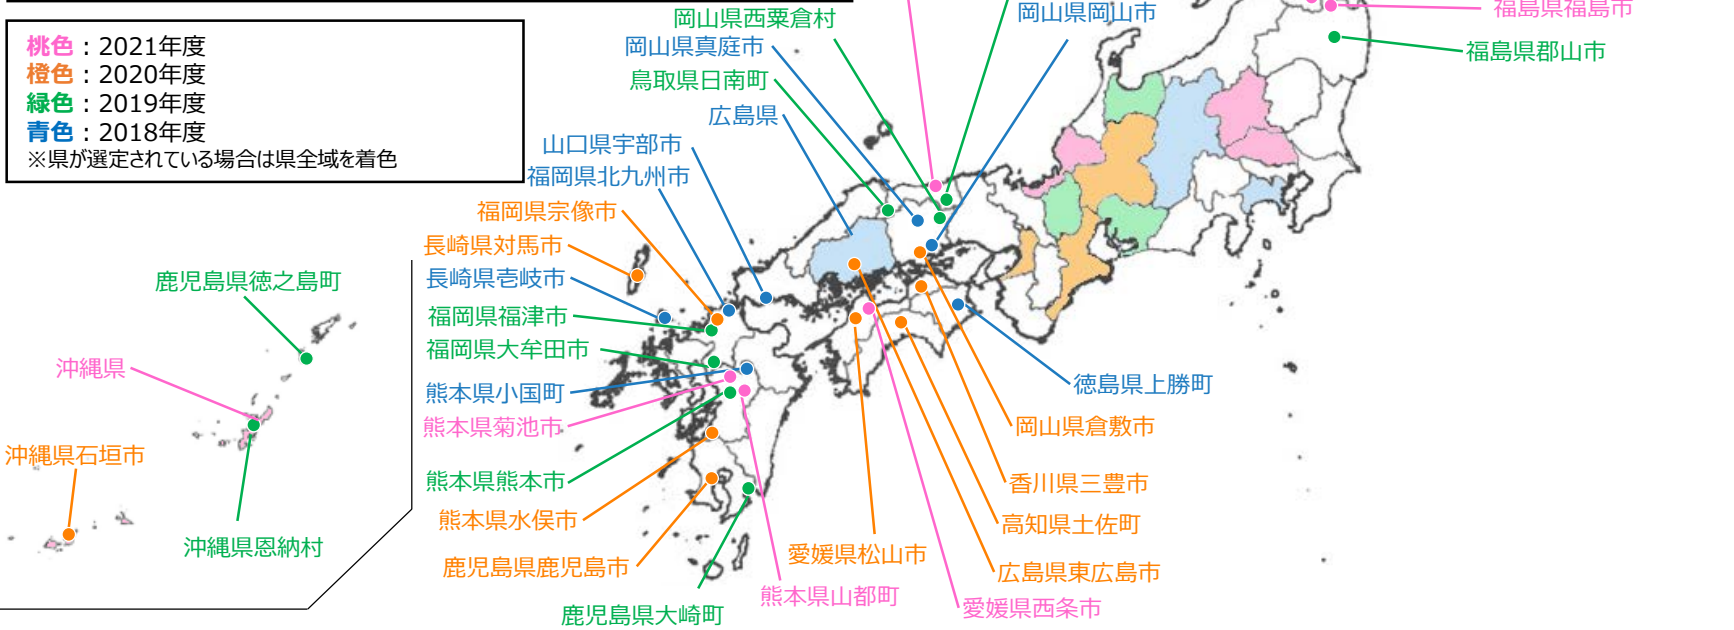 桃色：2021年度
橙色：2020年度
緑色：2019年度
青色：2018年度
※県が選定されている場合は県全域を着色
岡山県西粟倉村
岡山県真庭市
鳥取県日南町
広島県
山口県宇部市
福岡県北九州市
福岡県宗像市
長崎県対馬市
長崎県壱岐市
福岡県福津市
福岡県大牟田市
熊本県小国町
熊本県菊池市
熊本県熊本市
熊本県水俣市
鹿児島県鹿児島市
鹿児島県大崎町
鹿児島県徳之島町
沖縄県
沖縄県石垣市
沖縄県恩納村
岡山県岡山市
福島県福島市
福島県郡山市
徳島県上勝町
岡山県倉敷市
香川県三豊市
高知県土佐町
愛媛県松山市
広島県東広島市
熊本県山都町
愛媛県西条市